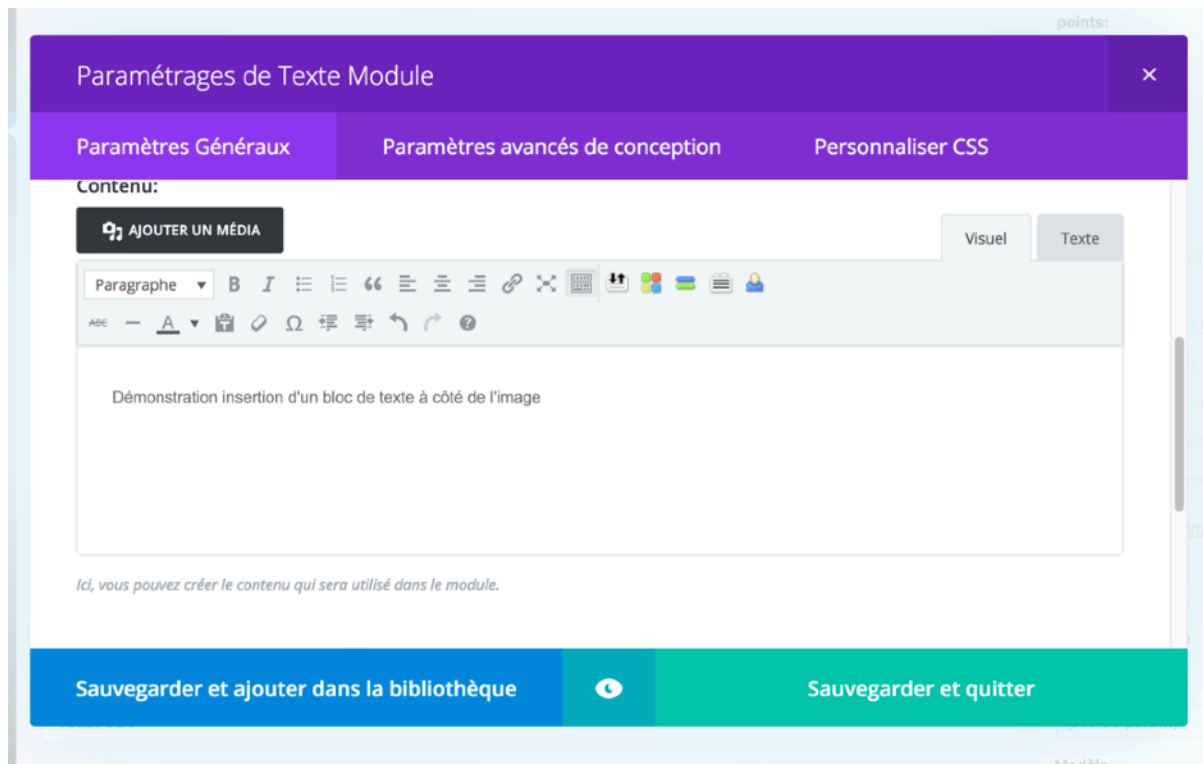 points:
Paramétrages de Texte Module
×
Paramètres Généraux Paramètres avancés de conception Personnaliser CSS
Contenu:
AJOUTER UN MÉDIA
Visuel Texte
Paragraphe B I
ABC A Ω
Démonstration insertion d'un bloc de texte à côté de l'image
Ici, vous pouvez créer le contenu qui sera utilisé dans le module.
Sauvegarder et ajouter dans la bibliothèque Sauvegarder et quitter
Modèle